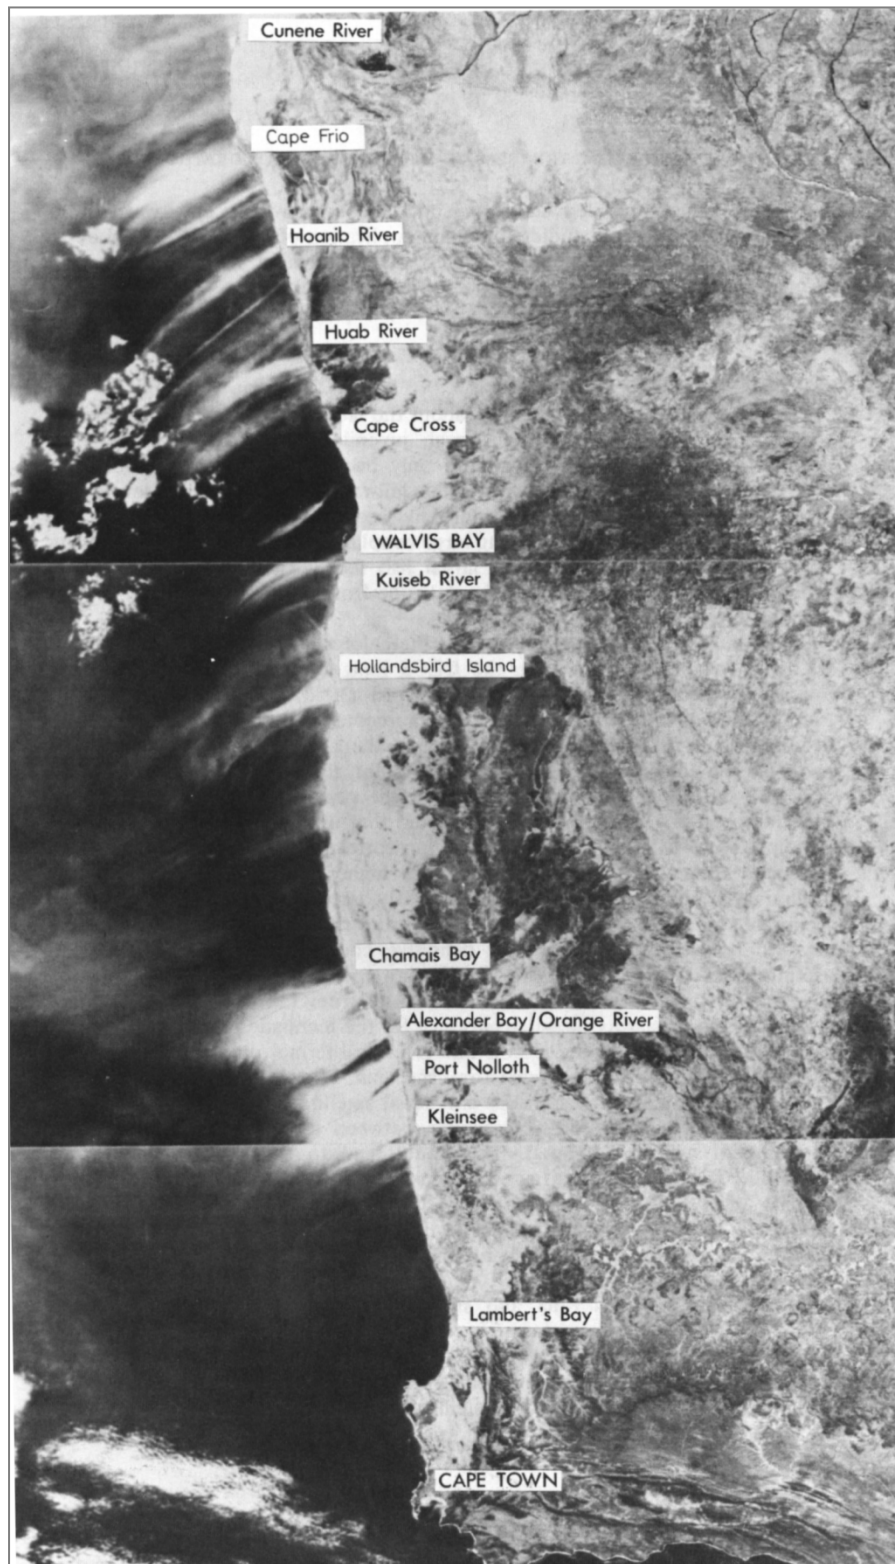 Cunene River
Cape Frio
Hoanib River
Huab River
Cape Cross
WALVIS BAY
Kuiseb River
Hollandsbird Island
Chamais Bay
Alexander Bay/Orange River
Port Nolloth
Kleinsee
Lambert's Bay
CAPE TOWN